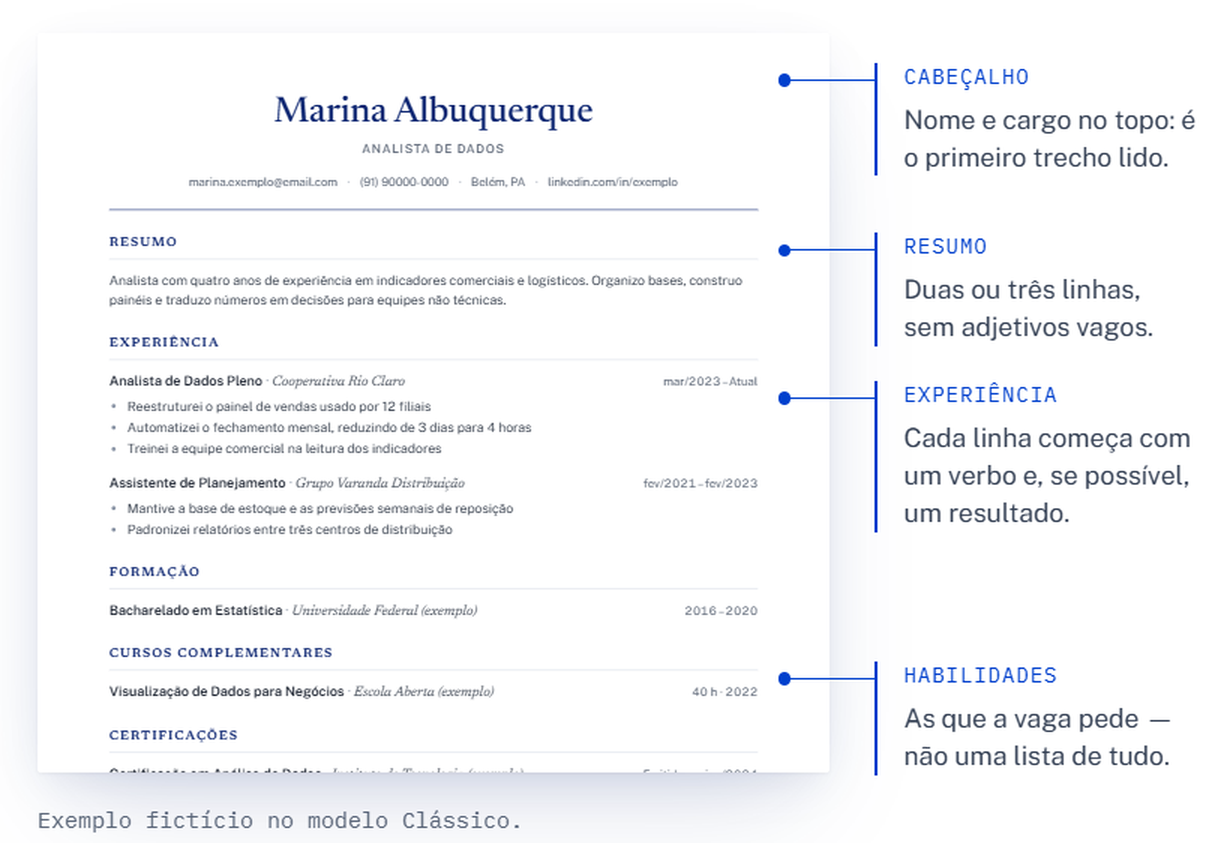 Marina Albuquerque
ANALISTA DE DADOS
marina.exemplo@email.com · (91) 90000-0000 · Belém, PA · linkedin.com/in/exemplo
RESUMO
Analista com quatro anos de experiência em indicadores comerciais e logísticos. Organizo bases, construo
painéis e traduzo números em decisões para equipes não técnicas.
EXPERIÊNCIA
Analista de Dados Pleno · Cooperativa Rio Claro mar/2023–Atual
• Reestruturei o painel de vendas usado por 12 filiais
• Automatizei o fechamento mensal, reduzindo de 3 dias para 4 horas
• Treinei a equipe comercial na leitura dos indicadores
Assistente de Planejamento · Grupo Varanda Distribuição fev/2021–fev/2023
• Mantive a base de estoque e as previsões semanais de reposição
• Padronizei relatórios entre três centros de distribuição
FORMAÇÃO
Bacharelado em Estatística · Universidade Federal (exemplo) 2016–2020
CURSOS COMPLEMENTARES
Visualização de Dados para Negócios · Escola Aberta (exemplo) 40 h · 2022
CERTIFICAÇÕES
CABEÇALHO
Nome e cargo no topo: é
o primeiro trecho lido.
RESUMO
Duas ou três linhas,
sem adjetivos vagos.
EXPERIÊNCIA
Cada linha começa com
um verbo e, se possível,
um resultado.
HABILIDADES
As que a vaga pede —
não uma lista de tudo.
Exemplo fictício no modelo Clássico.